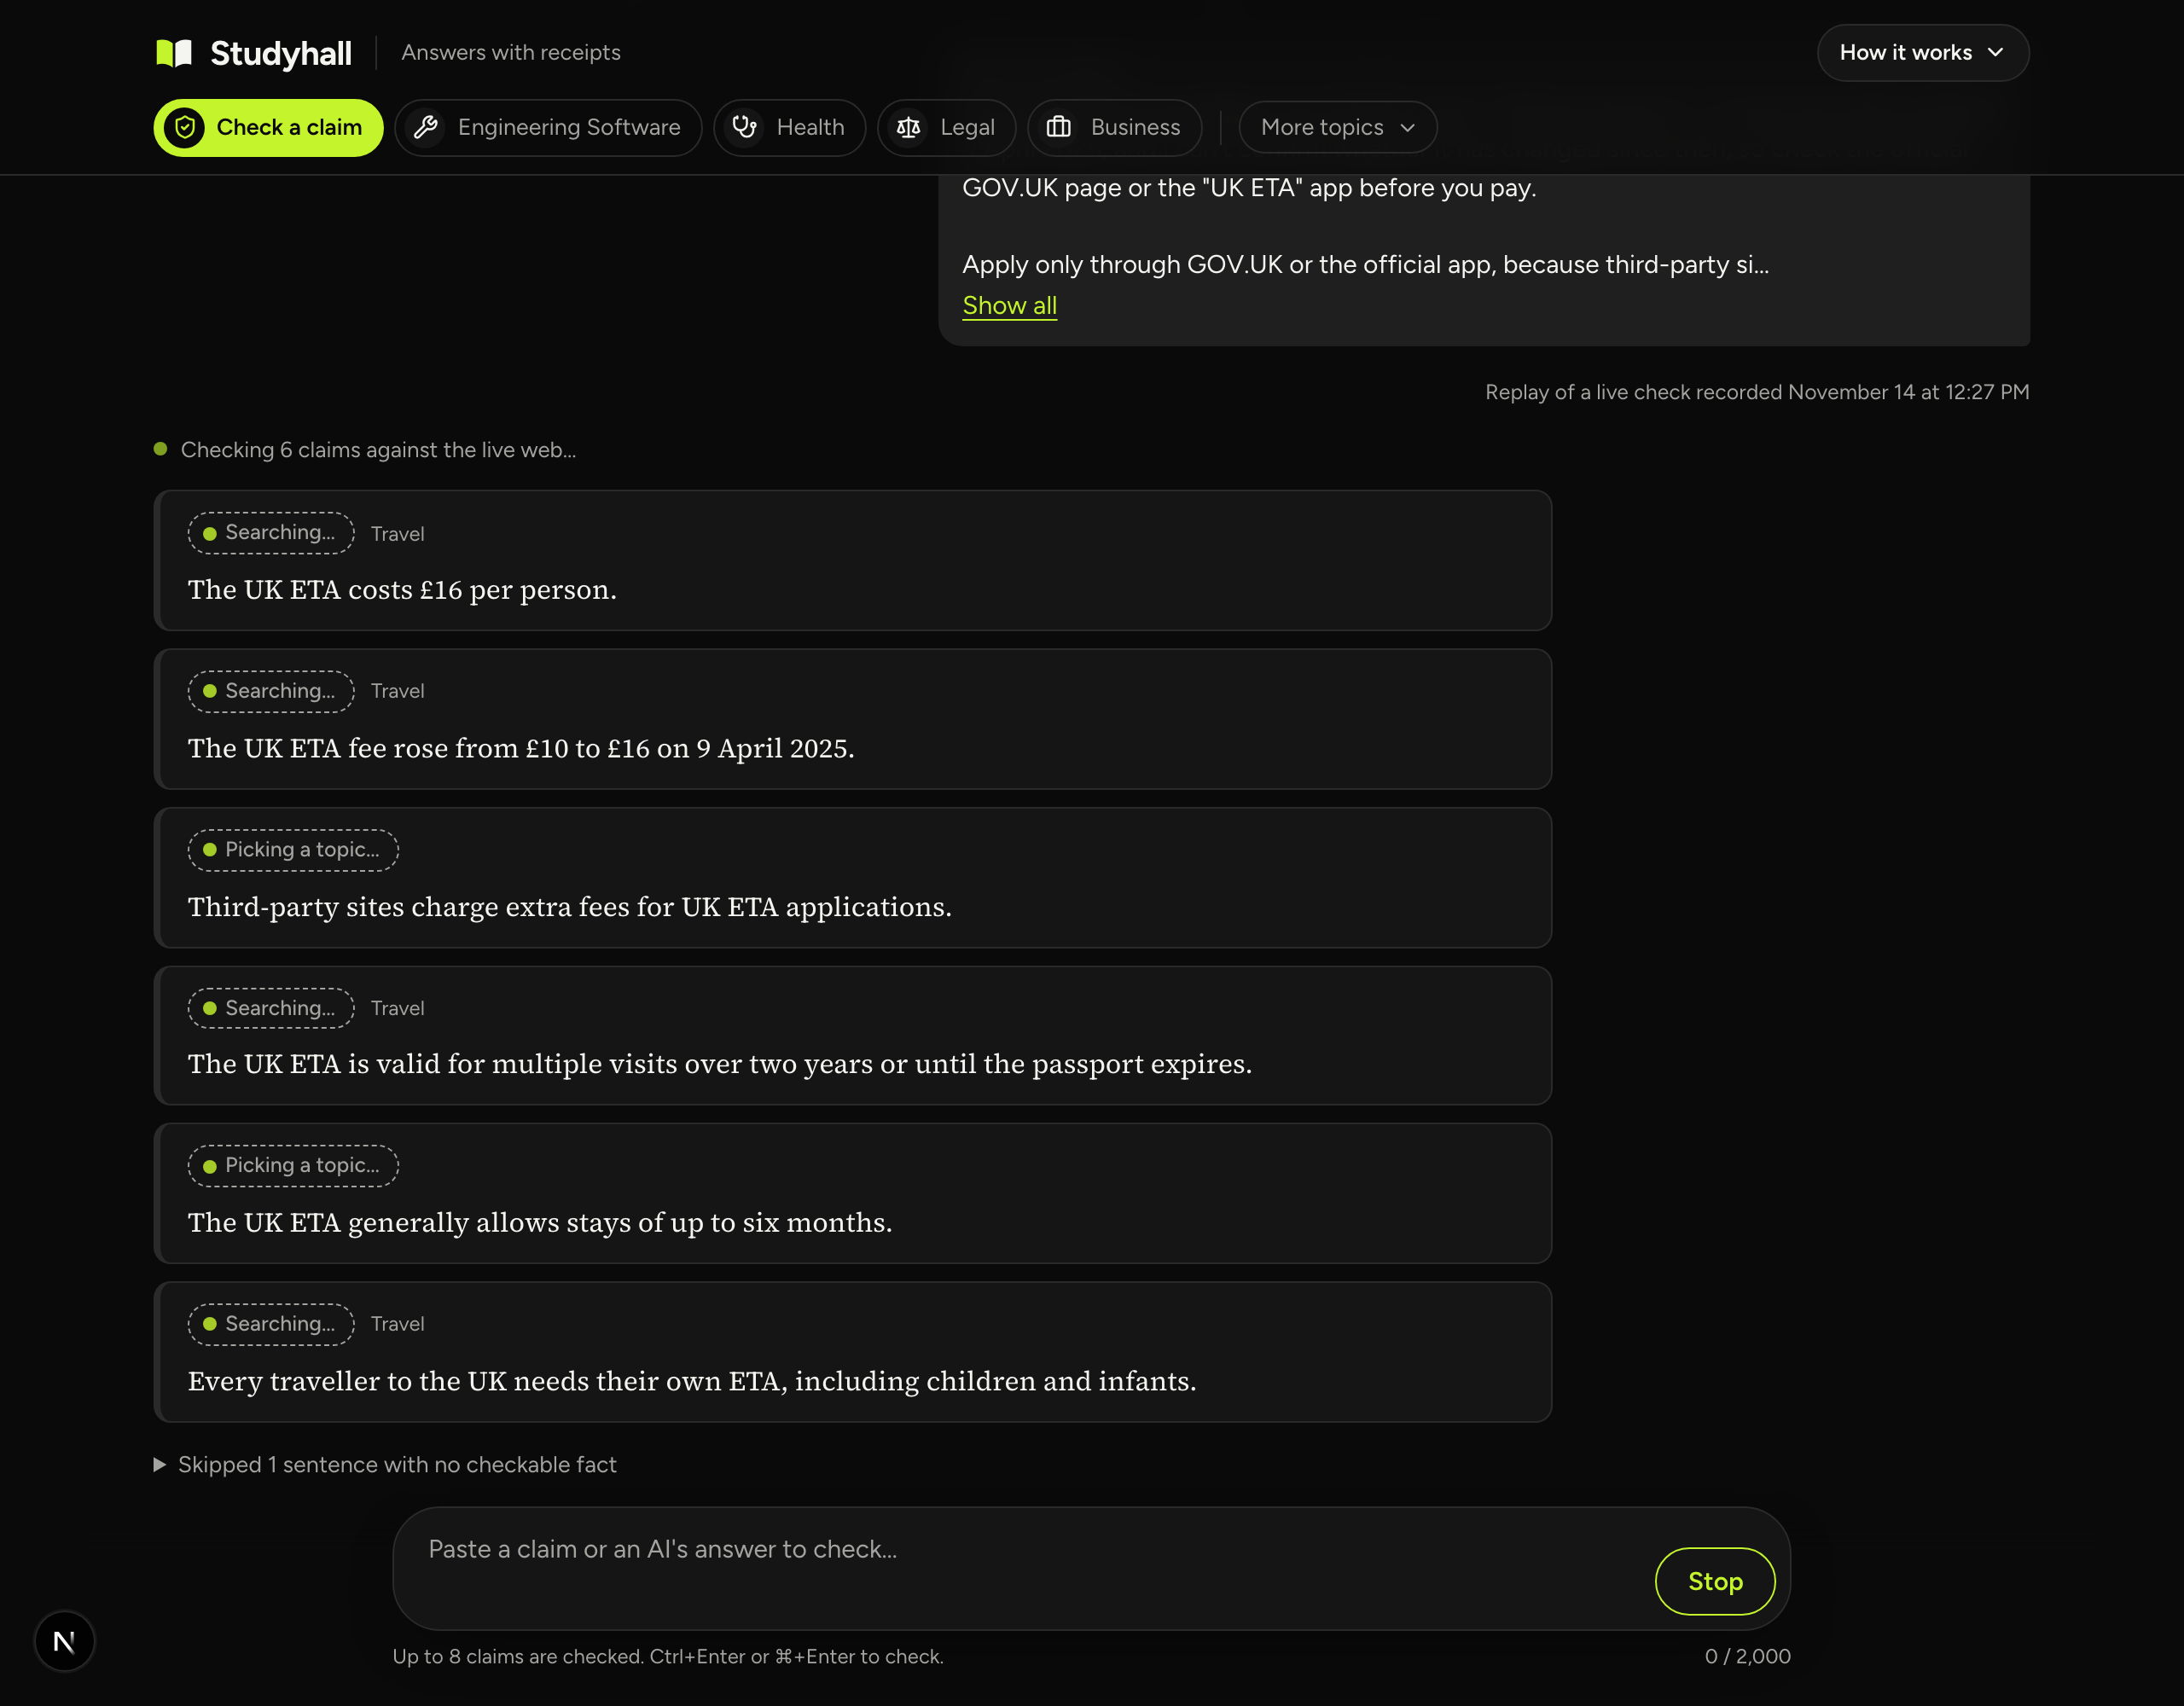 Studyhall
Answers with receipts
How it works
Check a claim
Engineering Software
Health
Legal
Business
More topics
GOV.UK page or the "UK ETA" app before you pay.
Apply only through GOV.UK or the official app, because third-party si...
Show all
Replay of a live check recorded November 14 at 12:27 PM
Checking 6 claims against the live web...
Searching... Travel
The UK ETA costs £16 per person.
Searching... Travel
The UK ETA fee rose from £10 to £16 on 9 April 2025.
Picking a topic...
Third-party sites charge extra fees for UK ETA applications.
Searching... Travel
The UK ETA is valid for multiple visits over two years or until the passport expires.
Picking a topic...
The UK ETA generally allows stays of up to six months.
Searching... Travel
Every traveller to the UK needs their own ETA, including children and infants.
Skipped 1 sentence with no checkable fact
Paste a claim or an AI's answer to check...
Stop
N
Up to 8 claims are checked. Ctrl+Enter or ⌘+Enter to check.
0 / 2,000